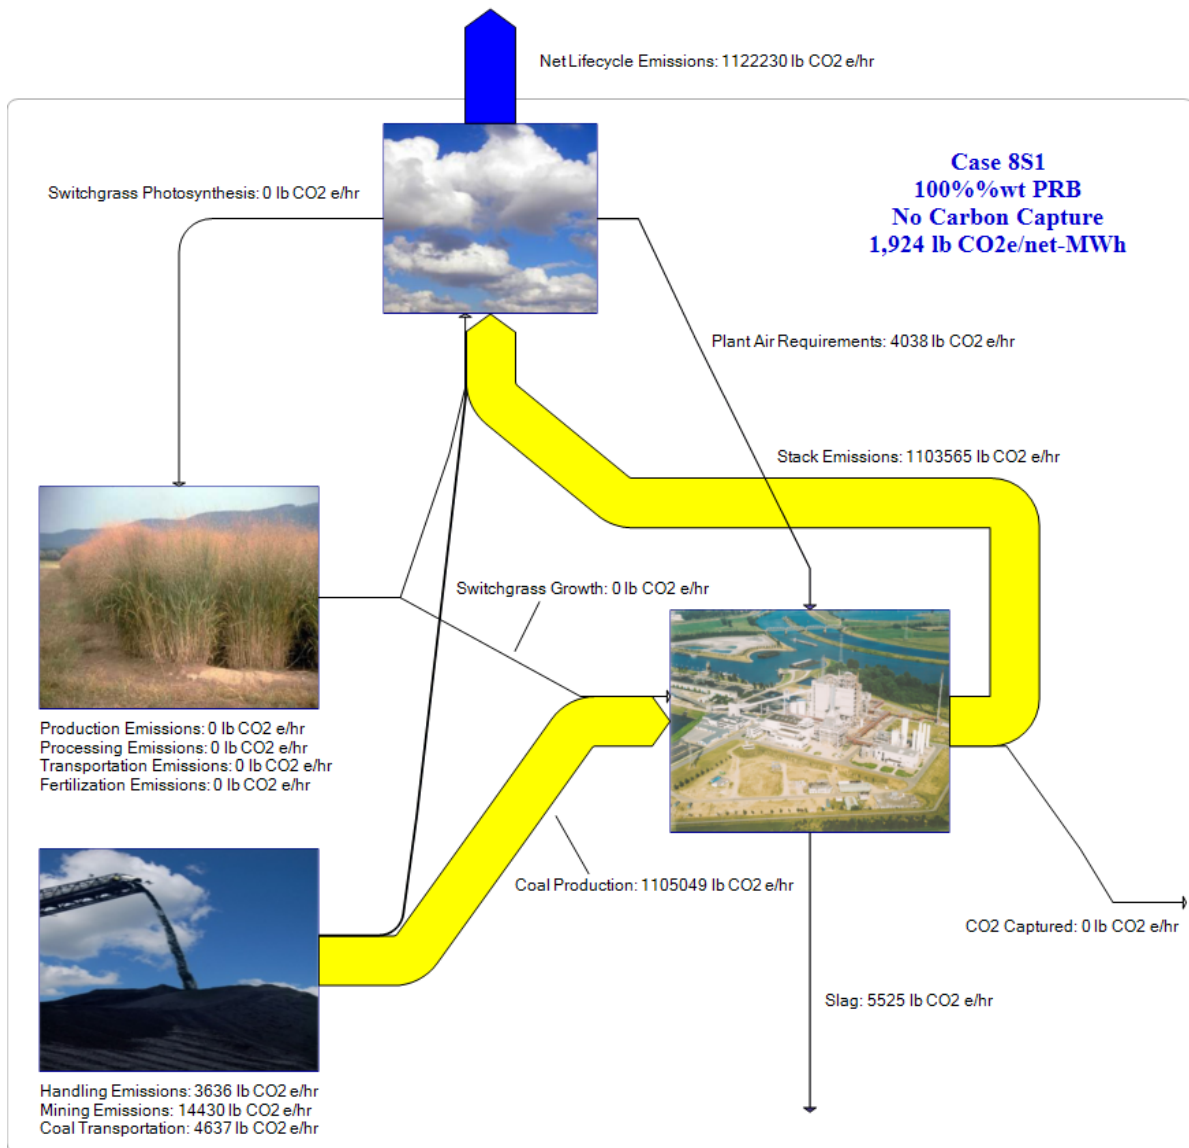 Net Lifecycle Emissions: 1122230 lb CO2 e/hr
Case 8S1
100%%wt PRB
No Carbon Capture
1,924 lb CO2e/net-MWh
Switchgrass Photosynthesis: 0 lb CO2 e/hr
Plant Air Requirements: 4038 lb CO2 e/hr
Stack Emissions: 1103565 lb CO2 e/hr
Switchgrass Growth: 0 lb CO2 e/hr
Production Emissions: 0 lb CO2 e/hr
Processing Emissions: 0 lb CO2 e/hr
Transportation Emissions: 0 lb CO2 e/hr
Fertilization Emissions: 0 lb CO2 e/hr
Coal Production: 1105049 lb CO2 e/hr
CO2 Captured: 0 lb CO2 e/hr
Slag: 5525 lb CO2 e/hr
Handling Emissions: 3636 lb CO2 e/hr
Mining Emissions: 14430 lb CO2 e/hr
Coal Transportation: 4637 lb CO2 e/hr